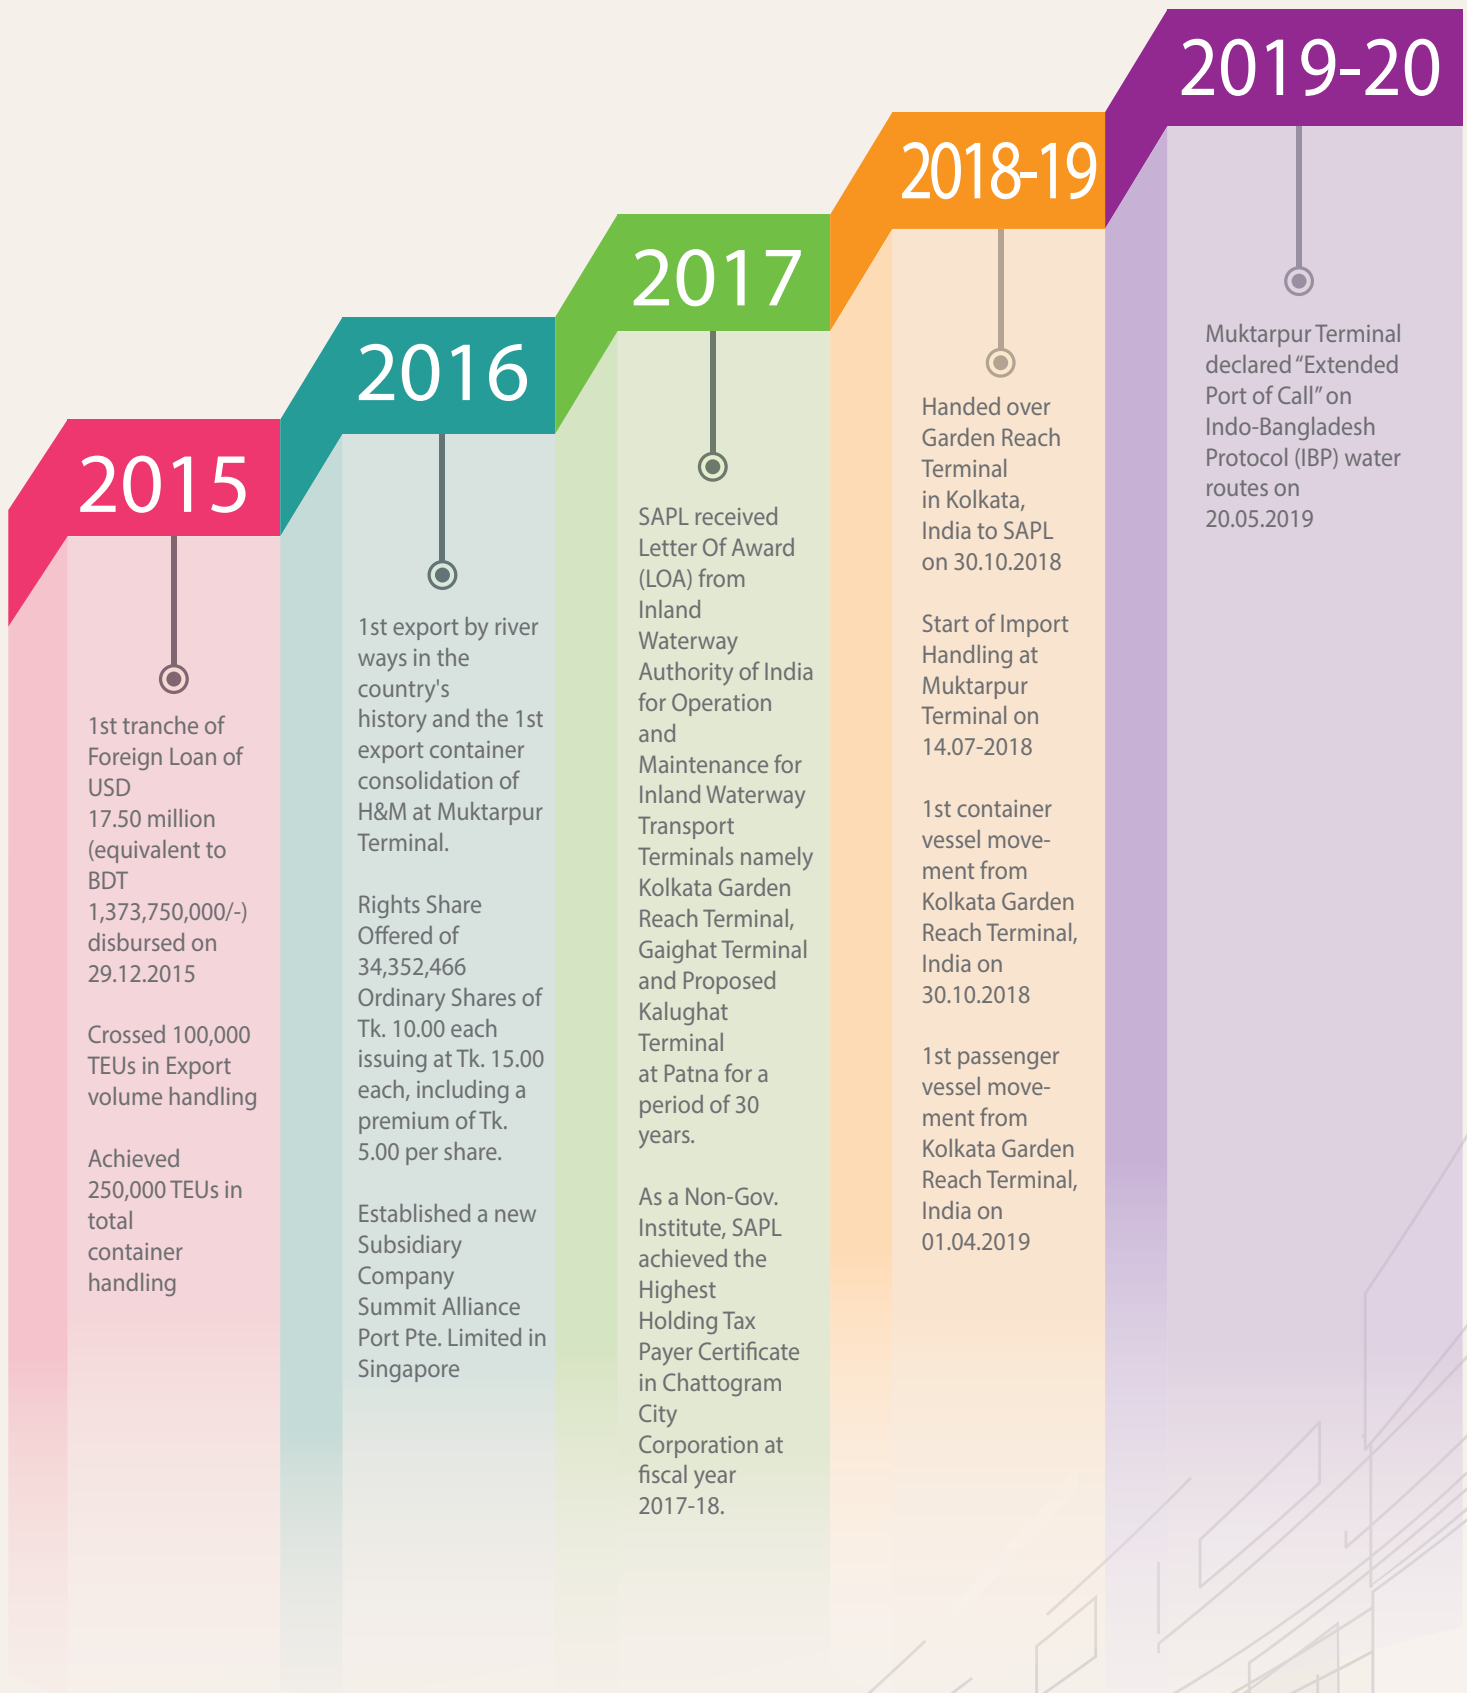 2015
1st tranche of
Foreign Loan of
USD
17.50 million
(equivalent to
BDT
1,373,750,000/-)
disbursed on
29.12.2015
Crossed 100,000
TEUs in Export
volume handling
Achieved
250,000 TEUs in
total
container
handling
2016
1st export by river
ways in the
country's
history and the 1st
export container
consolidation of
H&M at Muktarpur
Terminal.
Rights Share
Offered of
34,352,466
Ordinary Shares of
Tk. 10.00 each
issuing at Tk. 15.00
each, including a
premium of Tk.
5.00 per share.
Established a new
Subsidiary
Company
Summit Alliance
Port Pte. Limited in
Singapore
2017
SAPL received
Letter Of Award
(LOA) from
Inland
Waterway
Authority of India
for Operation
and
Maintenance for
Inland Waterway
Transport
Terminals namely
Kolkata Garden
Reach Terminal,
Gaighat Terminal
and Proposed
Kalughat
Terminal
at Patna for a
period of 30
years.
As a Non-Gov.
Institute, SAPL
achieved the
Highest
Holding Tax
Payer Certificate
in Chattogram
City
Corporation at
fiscal year
2017-18.
2018-19
Handed over
Garden Reach
Terminal
in Kolkata,
India to SAPL
on 30.10.2018
Start of Import
Handling at
Muktarpur
Terminal on
14.07-2018
1st container
vessel move-
ment from
Kolkata Garden
Reach Terminal,
India on
30.10.2018
1st passenger
vessel move-
ment from
Kolkata Garden
Reach Terminal,
India on
01.04.2019
2019-20
Muktarpur Terminal
declared “Extended
Port of Call” on
Indo-Bangladesh
Protocol (IBP) water
routes on
20.05.2019